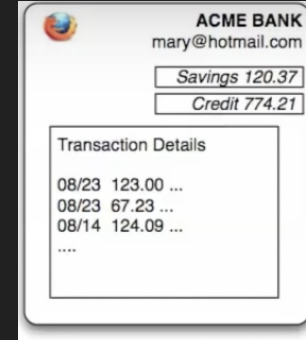 ACME BANK
mary@hotmail.com
Savings 120.37
Credit 774.21
Transaction Details
08/23 123.00 ...
08/23 67.23 ...
08/14 124.09 ...
....